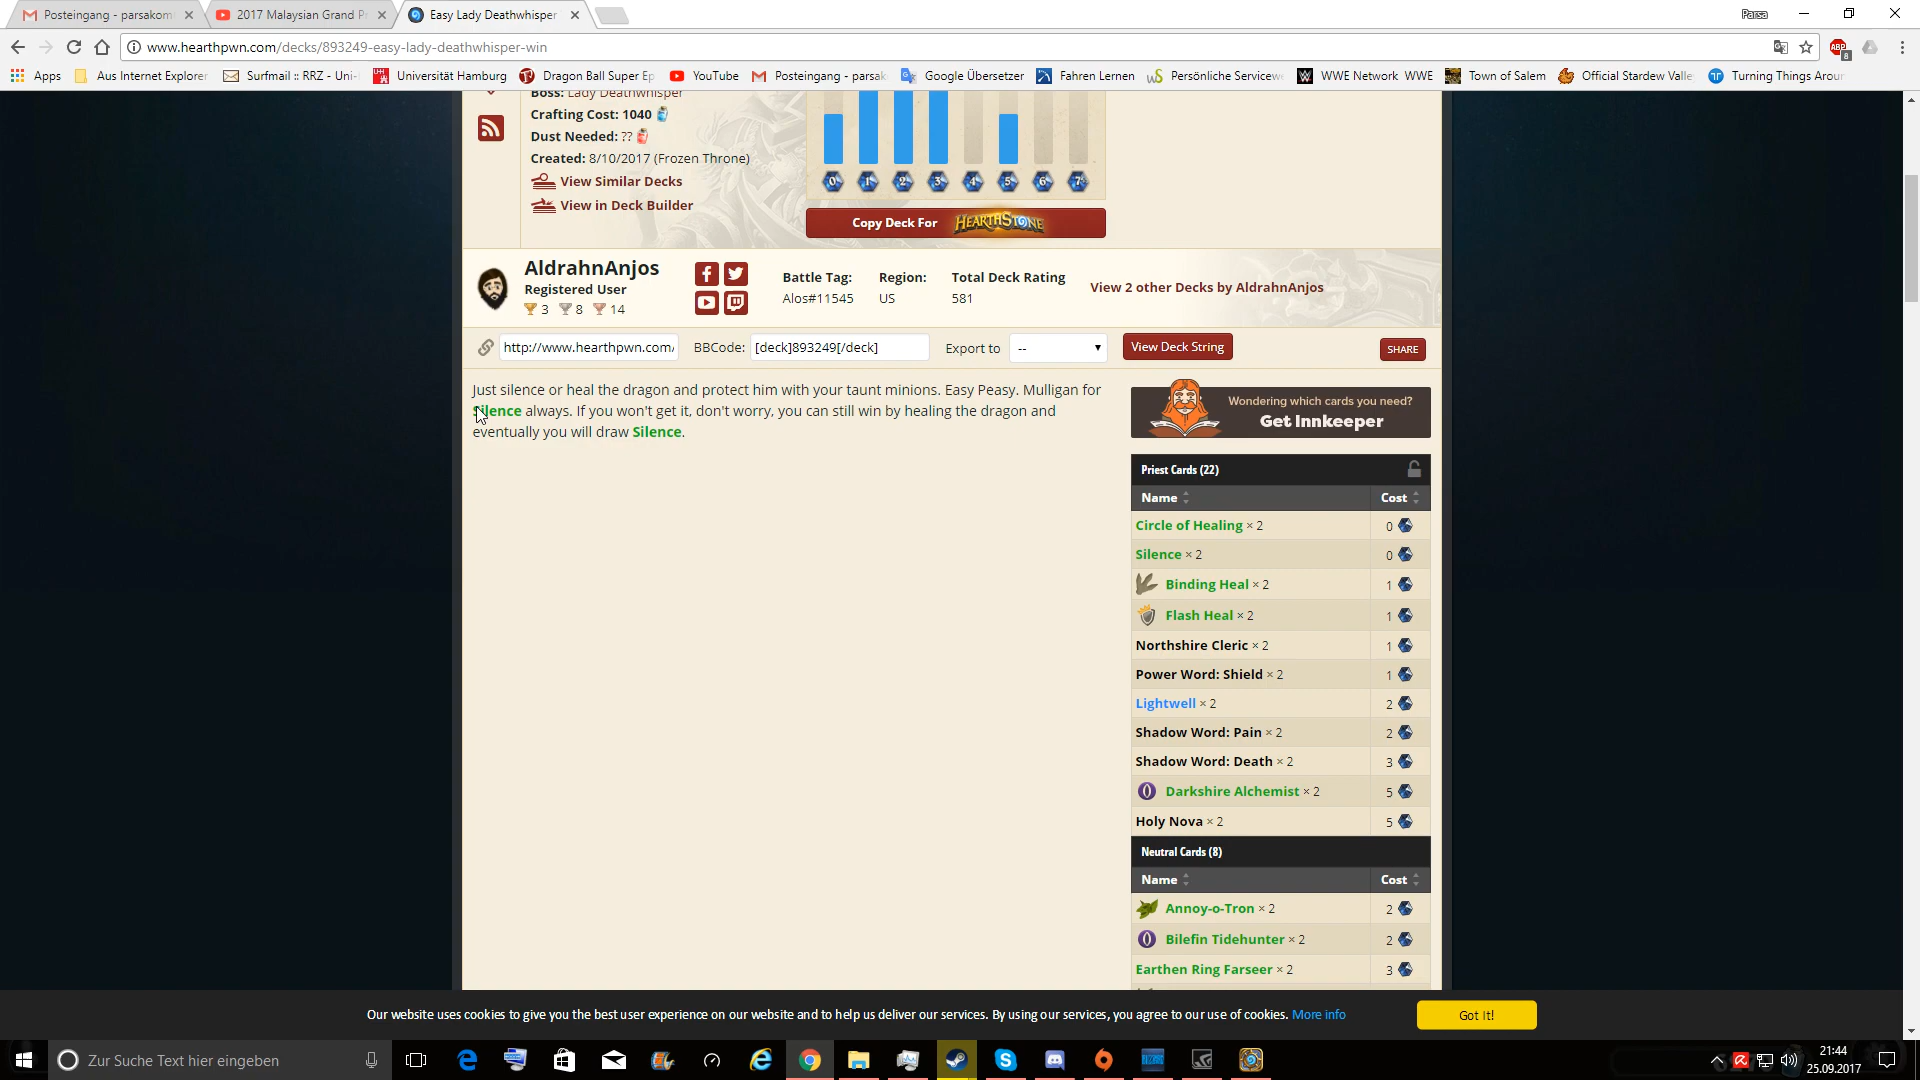 Posteingang - parsakom
2017 Malaysian Grand P
Easy Lady Deathwhisper
Parsa
www.hearthpwn.com/decks/893249-easy-lady-deathwhisper-win
ABP
8
Apps
Aus Internet Explorer
Surfmail :: RRZ - Uni-
Universität Hamburg
Dragon Ball Super Ep
YouTube
Posteingang - parsak
Google Übersetzer
Fahren Lernen
Persönliche Servicew
WWE Network WWE
Town of Salem
Official Stardew Valle
Turning Things Arou
Boss: Lady Deathwhisper
Crafting Cost: 1040
Dust Needed: ??
Created: 8/10/2017 (Frozen Throne)
View Similar Decks
View in Deck Builder
0 1 2 3 4 5 6 7+
Copy Deck For HEARTHSTONE
AldrahnAnjos
Registered User
3 8 14
Battle Tag:
Alos#11545
Region:
US
Total Deck Rating
581
View 2 other Decks by AldrahnAnjos
http://www.hearthpwn.com/
BBCode: [deck]893249[/deck]
Export to --
View Deck String
SHARE
Just silence or heal the dragon and protect him with your taunt minions. Easy Peasy. Mulligan for
Silence always. If you won't get it, don't worry, you can still win by healing the dragon and
eventually you will draw Silence.
Wondering which cards you need?
Get Innkeeper
Priest Cards (22)
Name Cost
Circle of Healing × 2 0
Silence × 2 0
Binding Heal × 2 1
Flash Heal × 2 1
Northshire Cleric × 2 1
Power Word: Shield × 2 1
Lightwell × 2 2
Shadow Word: Pain × 2 2
Shadow Word: Death × 2 3
Darkshire Alchemist × 2 5
Holy Nova × 2 5
Neutral Cards (8)
Name Cost
Annoy-o-Tron × 2 2
Bilefin Tidehunter × 2 2
Earthen Ring Farseer × 2 3
Our website uses cookies to give you the best user experience on our website and to help us deliver our services. By using our services, you agree to our use of cookies. More info
Got It!
Zur Suche Text hier eingeben
21:44
25.09.2017